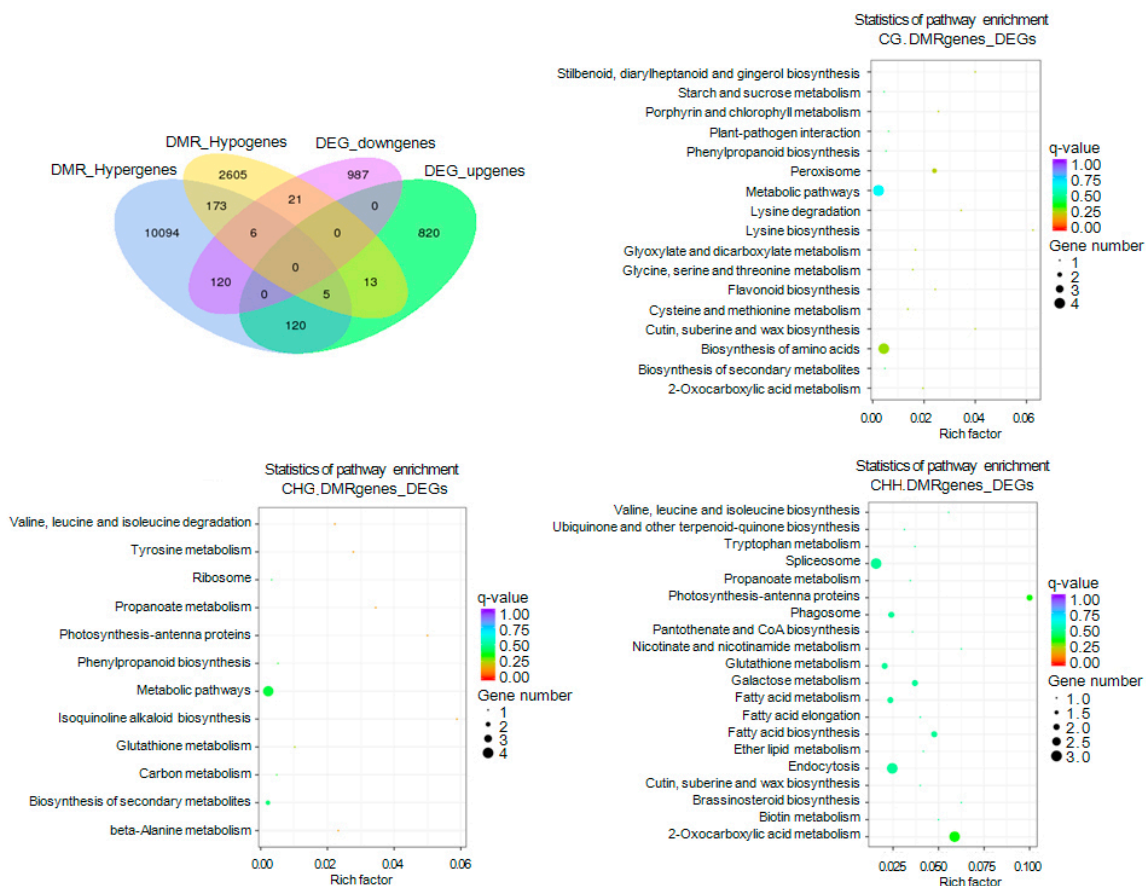 DMR_Hypogenes
DEG_downgenes
DMR_Hypergenes
DEG_upgenes
2605
987
173
21
0
10094
6
0
820
0
120
0
5
13
120
Statistics of pathway enrichment
CG.DMRgenes_DEGs
Stilbenoid, diarylheptanoid and gingerol biosynthesis
Starch and sucrose metabolism
Porphyrin and chlorophyll metabolism
Plant-pathogen interaction
Phenylpropanoid biosynthesis
Peroxisome
Metabolic pathways
Lysine degradation
Lysine biosynthesis
Glyoxylate and dicarboxylate metabolism
Glycine, serine and threonine metabolism
Flavonoid biosynthesis
Cysteine and methionine metabolism
Cutin, suberine and wax biosynthesis
Biosynthesis of amino acids
Biosynthesis of secondary metabolites
2-Oxocarboxylic acid metabolism
0.00 0.02 0.04 0.06
Rich factor
q-value
1.00
0.75
0.50
0.25
0.00
Gene number
1
2
3
4
Statistics of pathway enrichment
CHG.DMRgenes_DEGs
Valine, leucine and isoleucine degradation
Tyrosine metabolism
Ribosome
Propanoate metabolism
Photosynthesis-antenna proteins
Phenylpropanoid biosynthesis
Metabolic pathways
Isoquinoline alkaloid biosynthesis
Glutathione metabolism
Carbon metabolism
Biosynthesis of secondary metabolites
beta-Alanine metabolism
0.00 0.02 0.04 0.06
Rich factor
q-value
1.00
0.75
0.50
0.25
0.00
Gene number
1
2
3
4
Statistics of pathway enrichment
CHH.DMRgenes_DEGs
Valine, leucine and isoleucine biosynthesis
Ubiquinone and other terpenoid-quinone biosynthesis
Tryptophan metabolism
Spliceosome
Propanoate metabolism
Photosynthesis-antenna proteins
Phagosome
Pantothenate and CoA biosynthesis
Nicotinate and nicotinamide metabolism
Glutathione metabolism
Galactose metabolism
Fatty acid metabolism
Fatty acid elongation
Fatty acid biosynthesis
Ether lipid metabolism
Endocytosis
Cutin, suberine and wax biosynthesis
Brassinosteroid biosynthesis
Biotin metabolism
2-Oxocarboxylic acid metabolism
0.025 0.050 0.075 0.100
Rich factor
q-value
1.00
0.75
0.50
0.25
0.00
Gene number
1.0
1.5
2.0
2.5
3.0